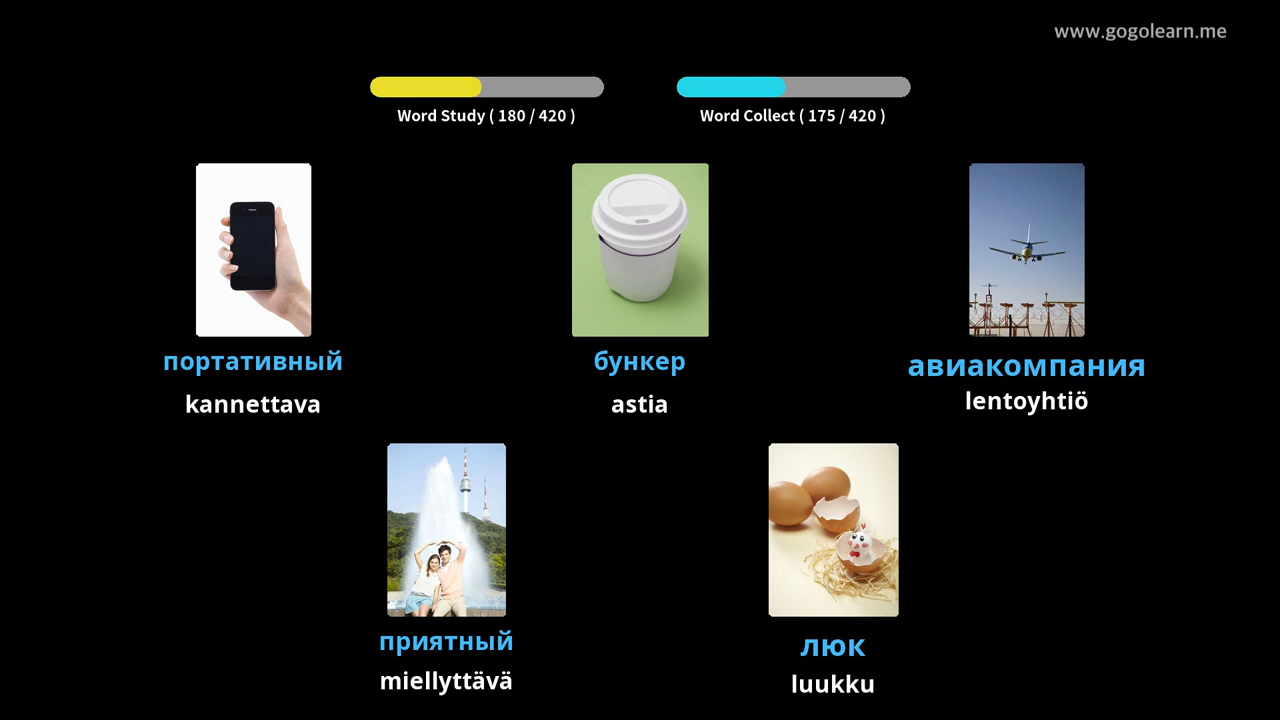 www.gogolearn.me
Word Study ( 180 / 420 )
Word Collect ( 175 / 420 )
портативный
kannettava
бункер
astia
авиакомпания
lentoyhtiö
приятный
miellyttävä
люк
luukku